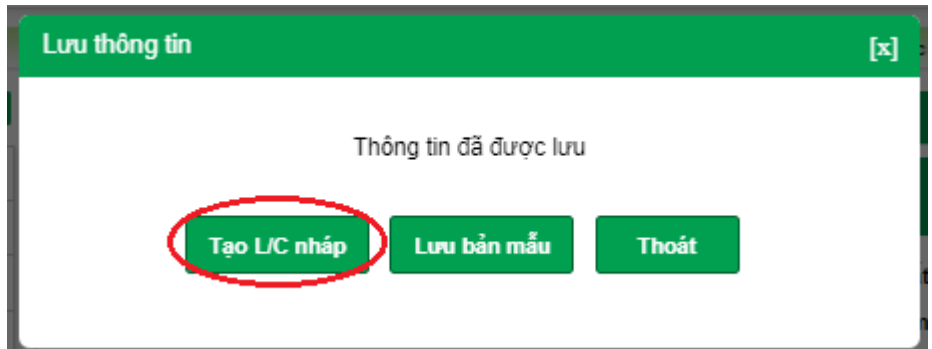 Lưu thông tin [x]
Thông tin đã được lưu
Tạo L/C nháp Lưu bản mẫu Thoát